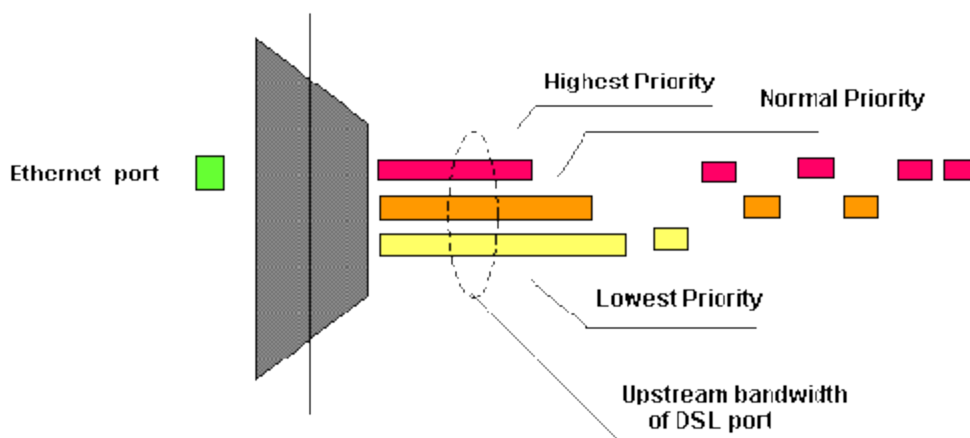 Highest Priority
Normal Priority
Ethernet port
Lowest Priority
Upstream bandwidth
of DSL port